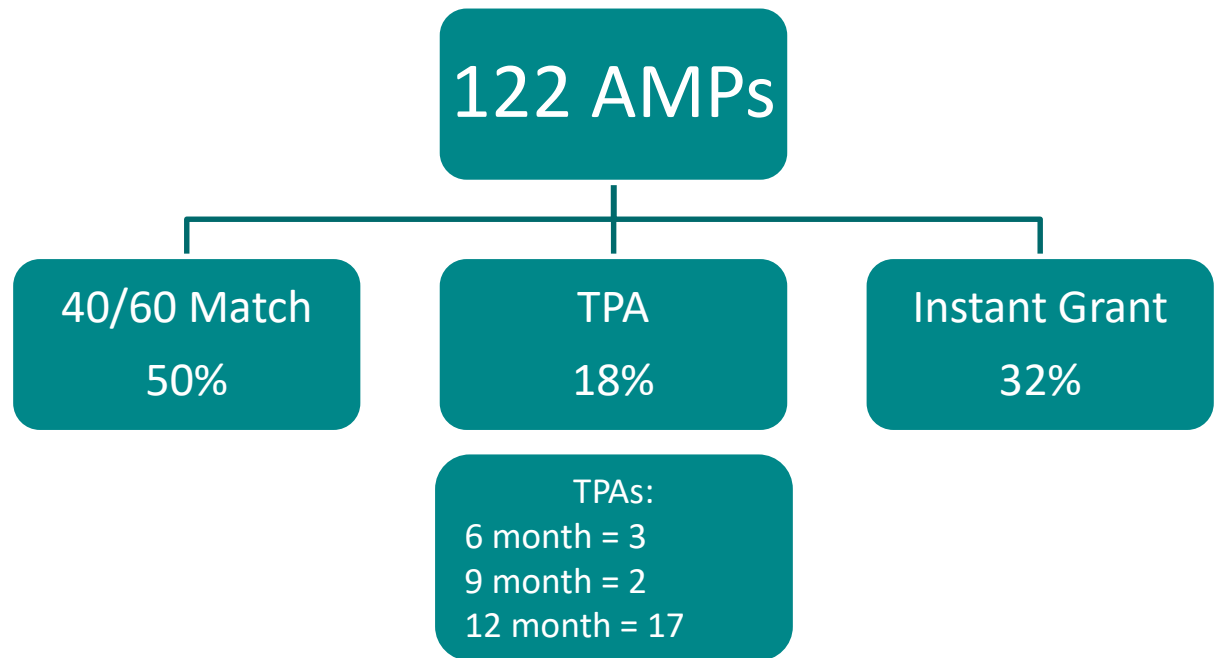 122 AMPs
40/60 Match
50%
TPA
18%
Instant Grant
32%
TPAs:
6 month = 3
9 month = 2
12 month = 17